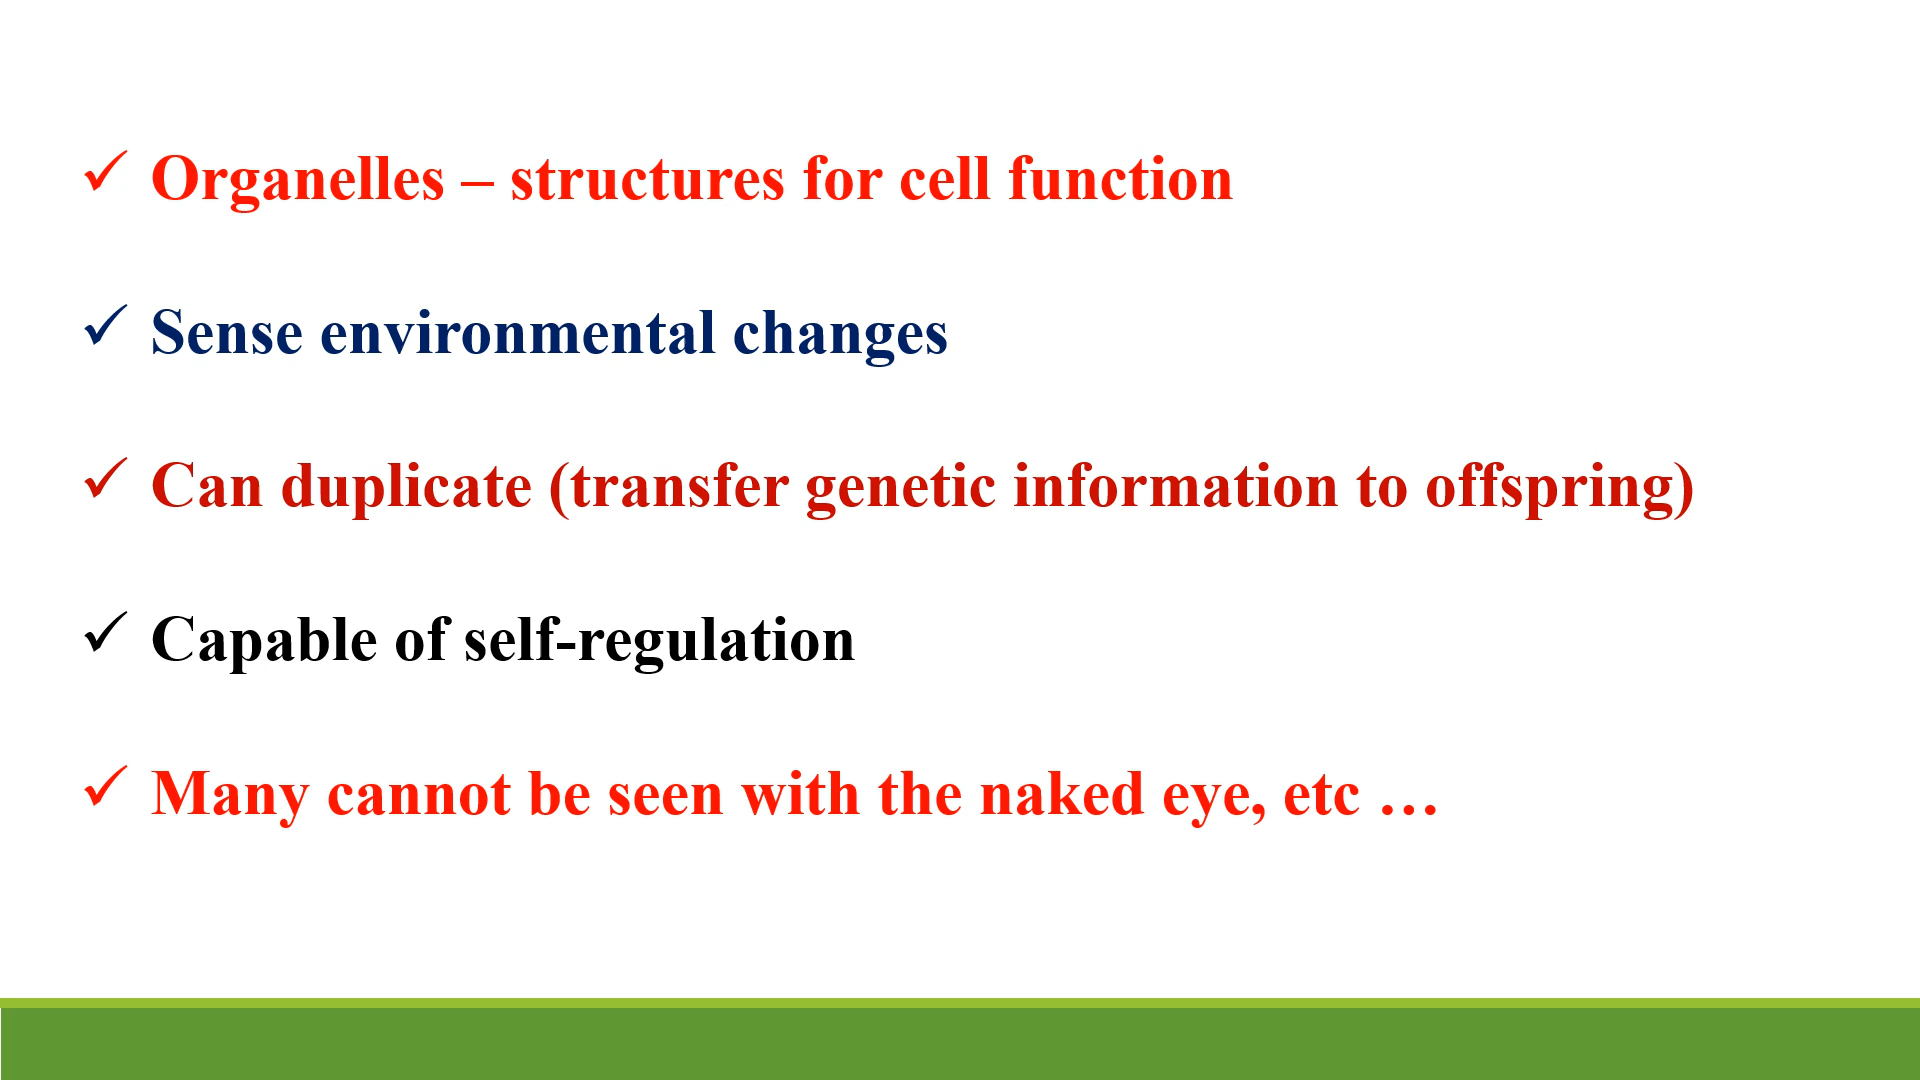 ✓ Organelles – structures for cell function
✓ Sense environmental changes
✓ Can duplicate (transfer genetic information to offspring)
✓ Capable of self-regulation
✓ Many cannot be seen with the naked eye, etc …